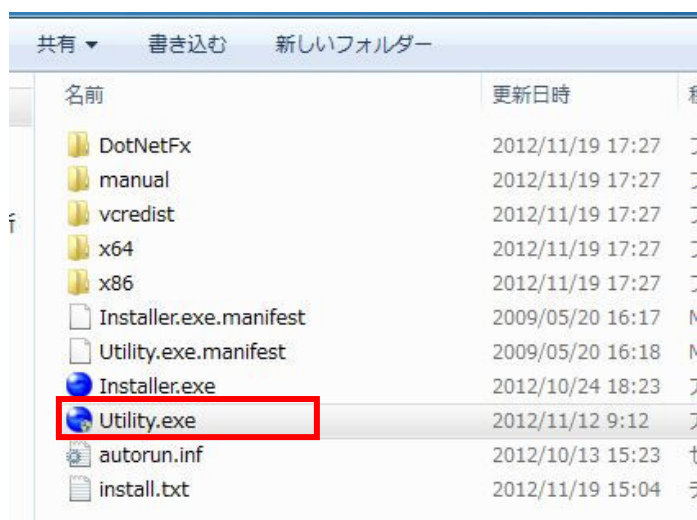 共有 ▼ 書き込む 新しいフォルダー
名前 更新日時
DotNetFx 2012/11/19 17:27
manual 2012/11/19 17:27
vcredist 2012/11/19 17:27
x64 2012/11/19 17:27
x86 2012/11/19 17:27
Installer.exe.manifest 2009/05/20 16:17
Utility.exe.manifest 2009/05/20 16:18
Installer.exe 2012/10/24 18:23
Utility.exe 2012/11/12 9:12
autorun.inf 2012/10/13 15:23
install.txt 2012/11/19 15:04